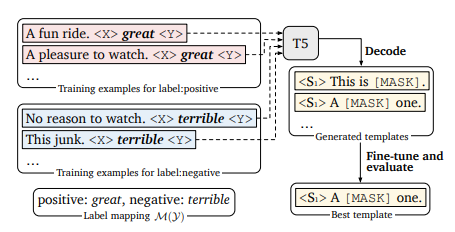 A fun ride. <X> great <Y>
A pleasure to watch. <X> great <Y>
...
Training examples for label:positive
No reason to watch. <X> terrible <Y>
This junk. <X> terrible <Y>
...
Training examples for label:negative
positive: great, negative: terrible
Label mapping M(Y)
T5
Decode
<S₁> This is [MASK].
<S₁> A [MASK] one.
...
Generated templates
Fine-tune and
evaluate
<S₁> A [MASK] one.
Best template